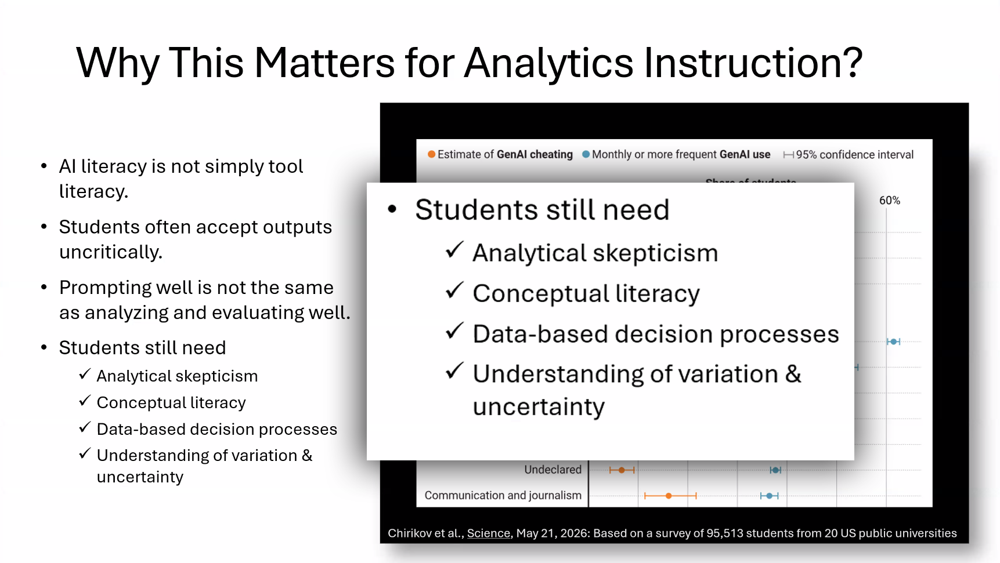 Why This Matters for Analytics Instruction?
• AI literacy is not simply tool
literacy.
• Students often accept outputs
uncritically.
• Prompting well is not the same
as analyzing and evaluating well.
• Students still need
✓ Analytical skepticism
✓ Conceptual literacy
✓ Data-based decision processes
✓ Understanding of variation &
uncertainty
Estimate of GenAI cheating Monthly or more frequent GenAI use 95% confidence interval
Share of students
60%
• Students still need
✓ Analytical skepticism
✓ Conceptual literacy
✓ Data-based decision processes
✓ Understanding of variation &
uncertainty
Undeclared
Communication and journalism
Chirikov et al., Science, May 21, 2026: Based on a survey of 95,513 students from 20 US public universities